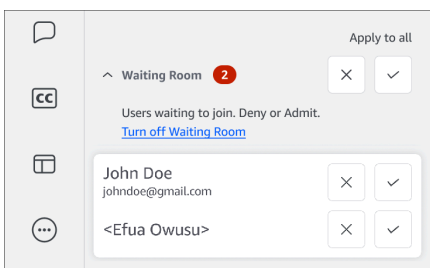 Apply to all
Waiting Room 2
CC
Users waiting to join. Deny or Admit.
Turn off Waiting Room
John Doe
johndoe@gmail.com
<Efua Owusu>